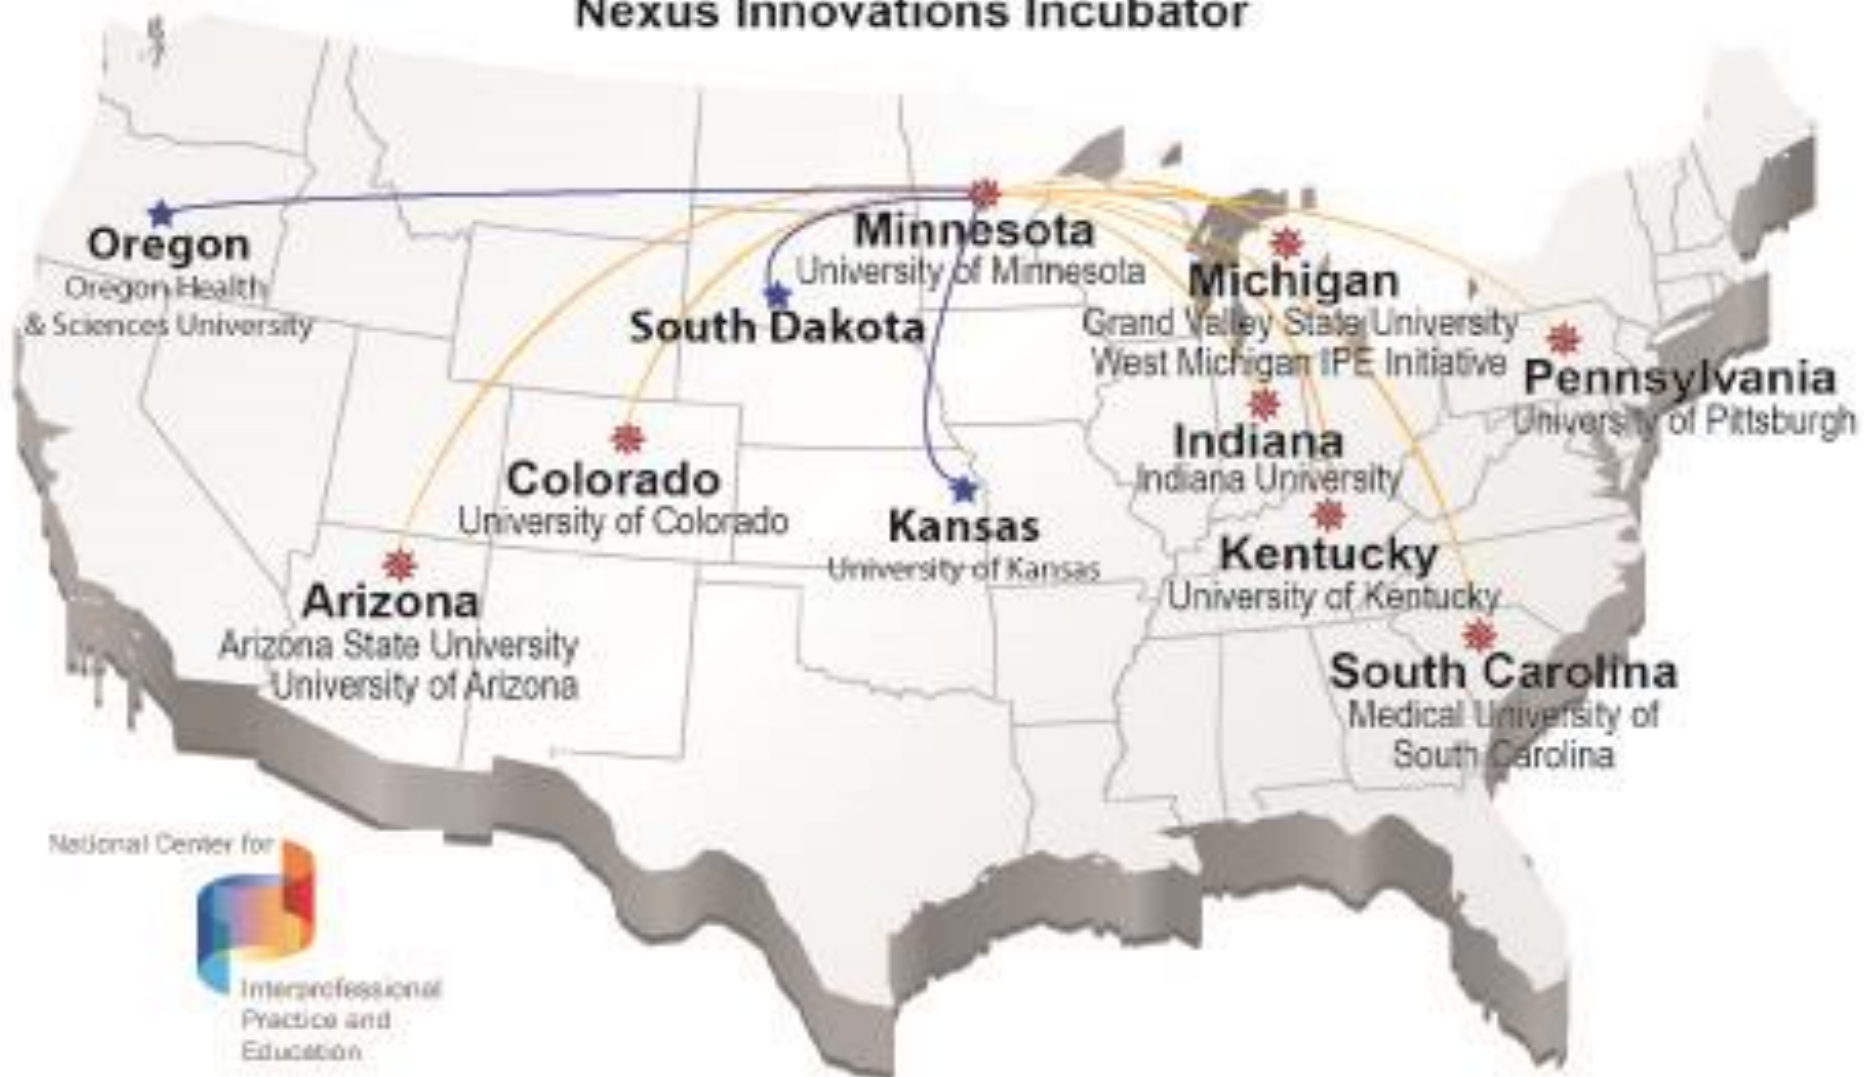 Nexus Innovations Incubator
Oregon
Oregon Health
& Sciences University
Minnesota
University of Minnesota
South Dakota
Michigan
Grand Valley State University
West Michigan IPE Initiative
Pennsylvania
University of Pittsburgh
Indiana
Indiana University
Colorado
University of Colorado
Kansas
University of Kansas
Kentucky
University of Kentucky
Arizona
Arizona State University
University of Arizona
South Carolina
Medical University of
South Carolina
National Center for
Interprofessional
Practice and
Education